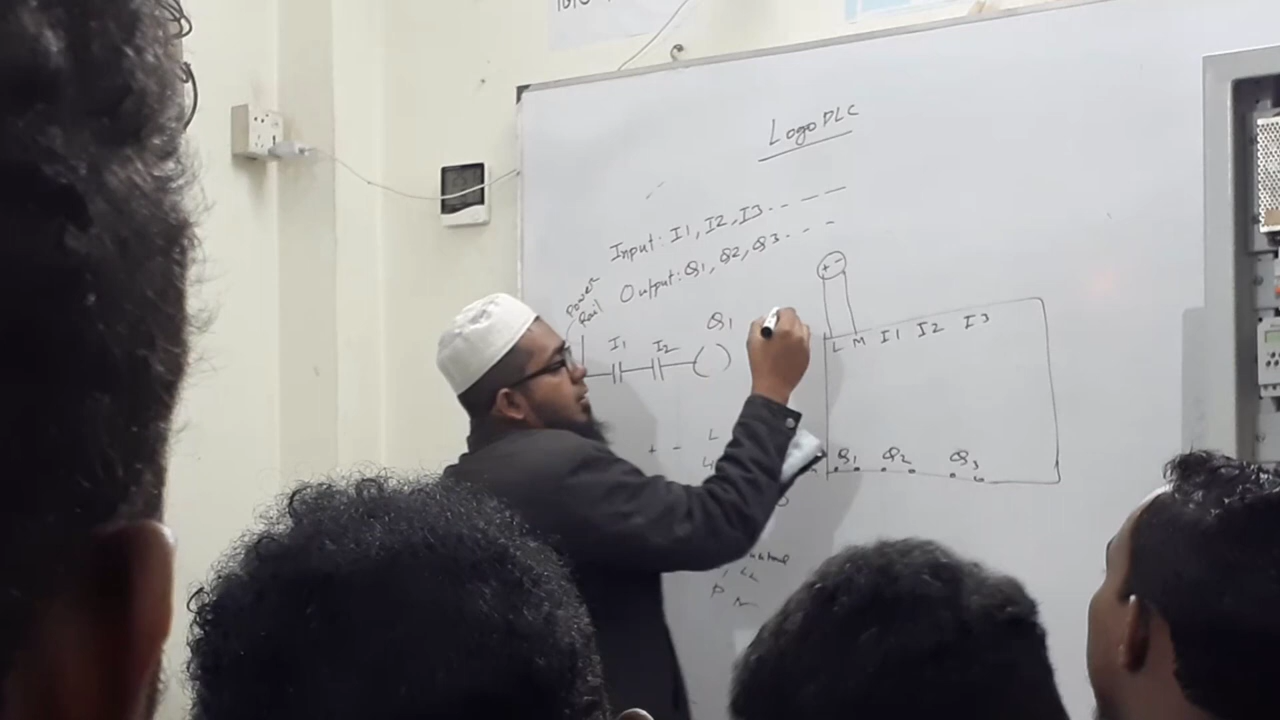 Logo PLC
Input: I1, I2, I3 - - - -
Output: Q1, Q2, Q3 - - - -
Power
Rail
I1 I2 Q1
+ -
L M I1 I2 I3
+ - L
Q1 Q2 Q3